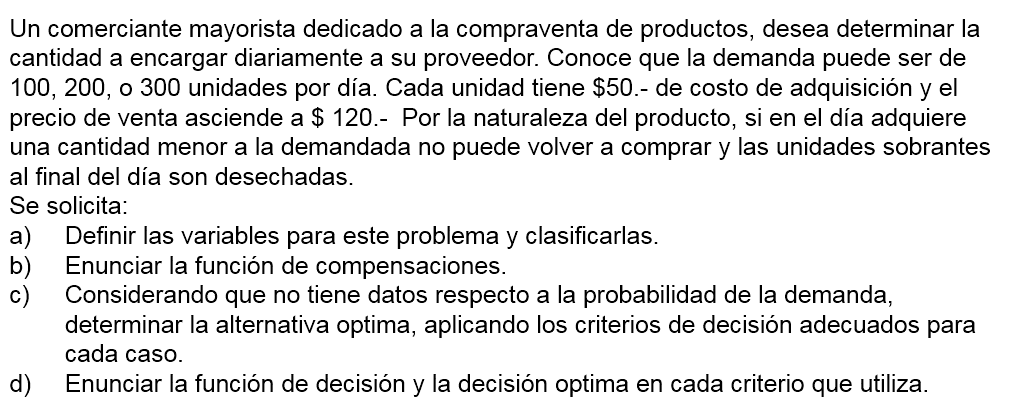 Un comerciante mayorista dedicado a la compraventa de productos, desea determinar la
cantidad a encargar diariamente a su proveedor. Conoce que la demanda puede ser de
100, 200, o 300 unidades por día. Cada unidad tiene $50.- de costo de adquisición y el
precio de venta asciende a $ 120.- Por la naturaleza del producto, si en el día adquiere
una cantidad menor a la demandada no puede volver a comprar y las unidades sobrantes
al final del día son desechadas.
Se solicita:
a) Definir las variables para este problema y clasificarlas.
b) Enunciar la función de compensaciones.
c) Considerando que no tiene datos respecto a la probabilidad de la demanda,
determinar la alternativa optima, aplicando los criterios de decisión adecuados para
cada caso.
d) Enunciar la función de decisión y la decisión optima en cada criterio que utiliza.